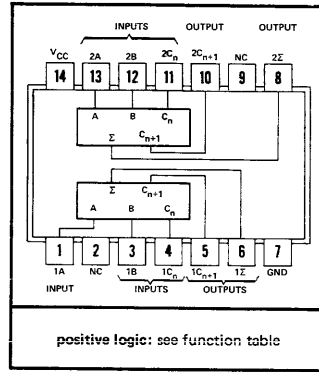 INPUTS OUTPUT OUTPUT
VCC 2A 2B 2Cn 2Cn+1 NC 2Σ
14 13 12 11 10 9 8
A B Cn
Σ Cn+1
Σ Cn+1
A B Cn
1 2 3 4 5 6 7
1A NC 1B 1Cn 1Cn+1 1Σ GND
INPUT INPUTS OUTPUTS
positive logic: see function table